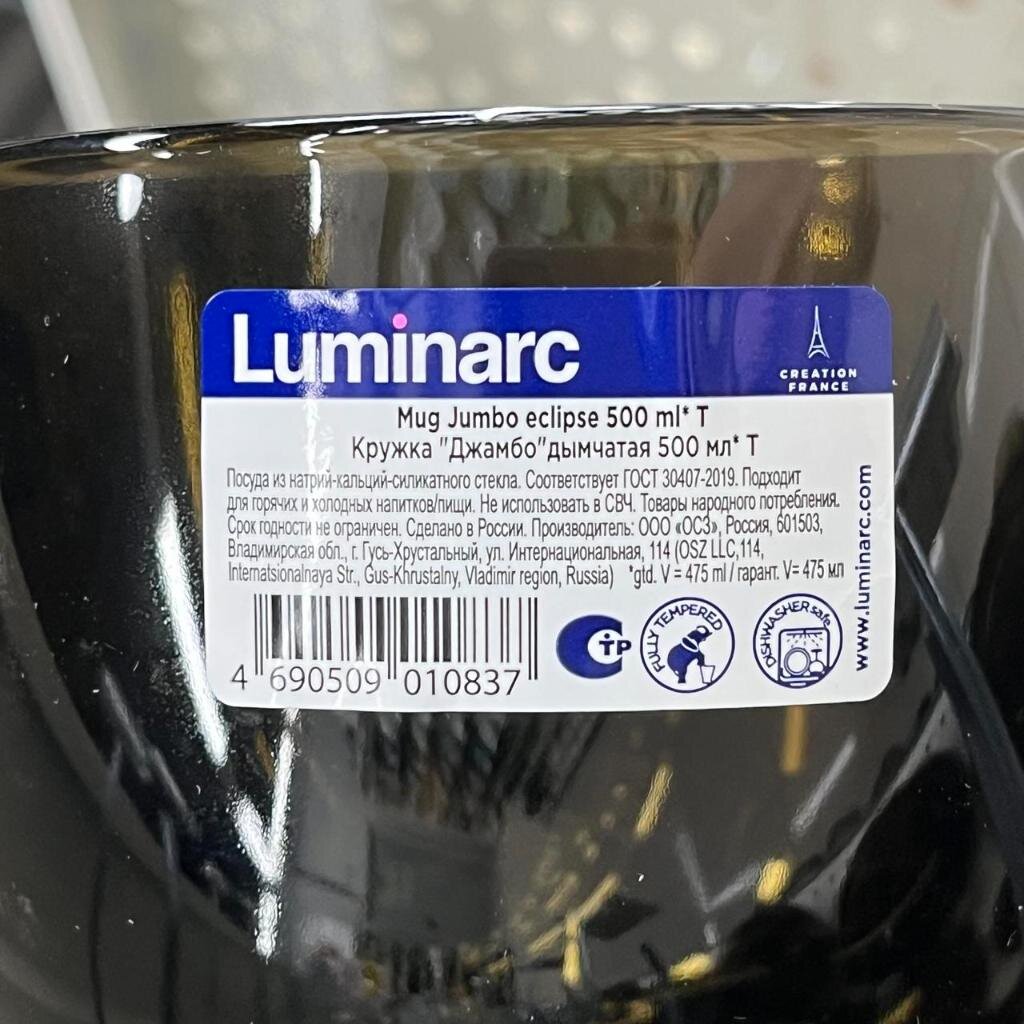 Luminarc
CREATION
FRANCE
Mug Jumbo eclipse 500 ml* T
Кружка "Джамбо"дымчатая 500 мл* Т
Посуда из натрий-кальций-силикатного стекла. Соответствует ГОСТ 30407-2019. Подходит
для горячих и холодных напитков/пищи. Не использовать в СВЧ. Товары народного потребления.
Срок годности не ограничен. Сделано в России. Производитель: ООО «ОСЗ», Россия, 601503,
Владимирская обл., г. Гусь-Хрустальный, ул. Интернациональная, 114 (OSZ LLC,114,
Internatsionalnaya Str., Gus-Khrustalny, Vladimir region, Russia) *gtd. V = 475 ml / гарант. V= 475 мл
www.luminarc.com
4 690509 010837
СТР
FULLY TEMPERED
DISHWASHER safe